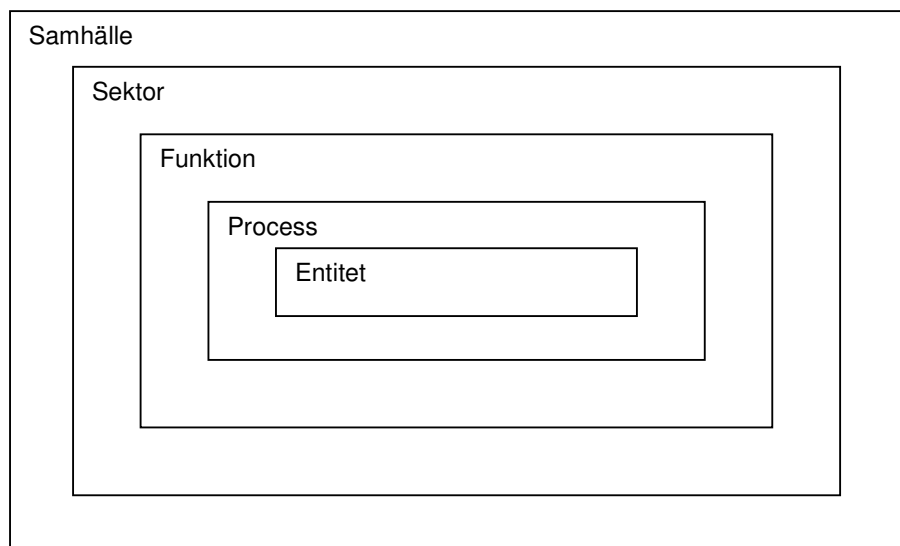 Samhälle
Sektor
Funktion
Process
Entitet